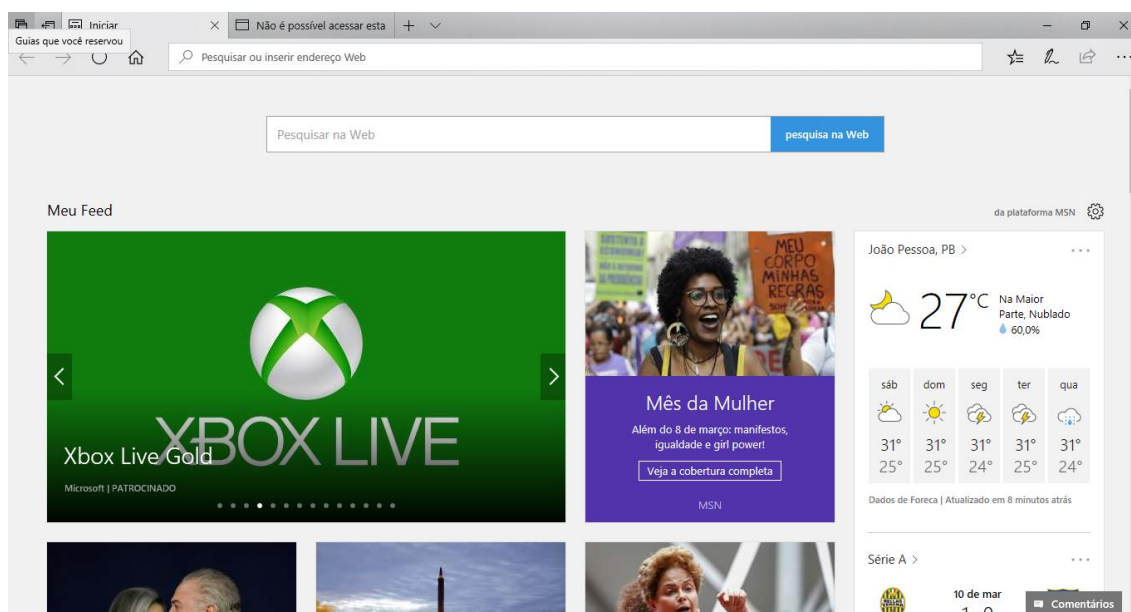 Iniciar
Não é possível acessar esta
Guias que você reservou
Pesquisar ou inserir endereço Web
Pesquisar na Web
pesquisa na Web
Meu Feed
da plataforma MSN
XBOX LIVE
Xbox Live Gold
Microsoft | PATROCINADO
MEU
CORPO
MINHAS
REGRAS
Mês da Mulher
Além do 8 de março: manifestos,
igualdade e girl power!
Veja a cobertura completa
MSN
João Pessoa, PB >
27°C
Na Maior
Parte, Nublado
60,0%
sáb dom seg ter qua
31° 31° 31° 31° 31°
25° 25° 24° 25° 24°
Dados de Foreca | Atualizado em 8 minutos atrás
Série A >
10 de mar
Comentários